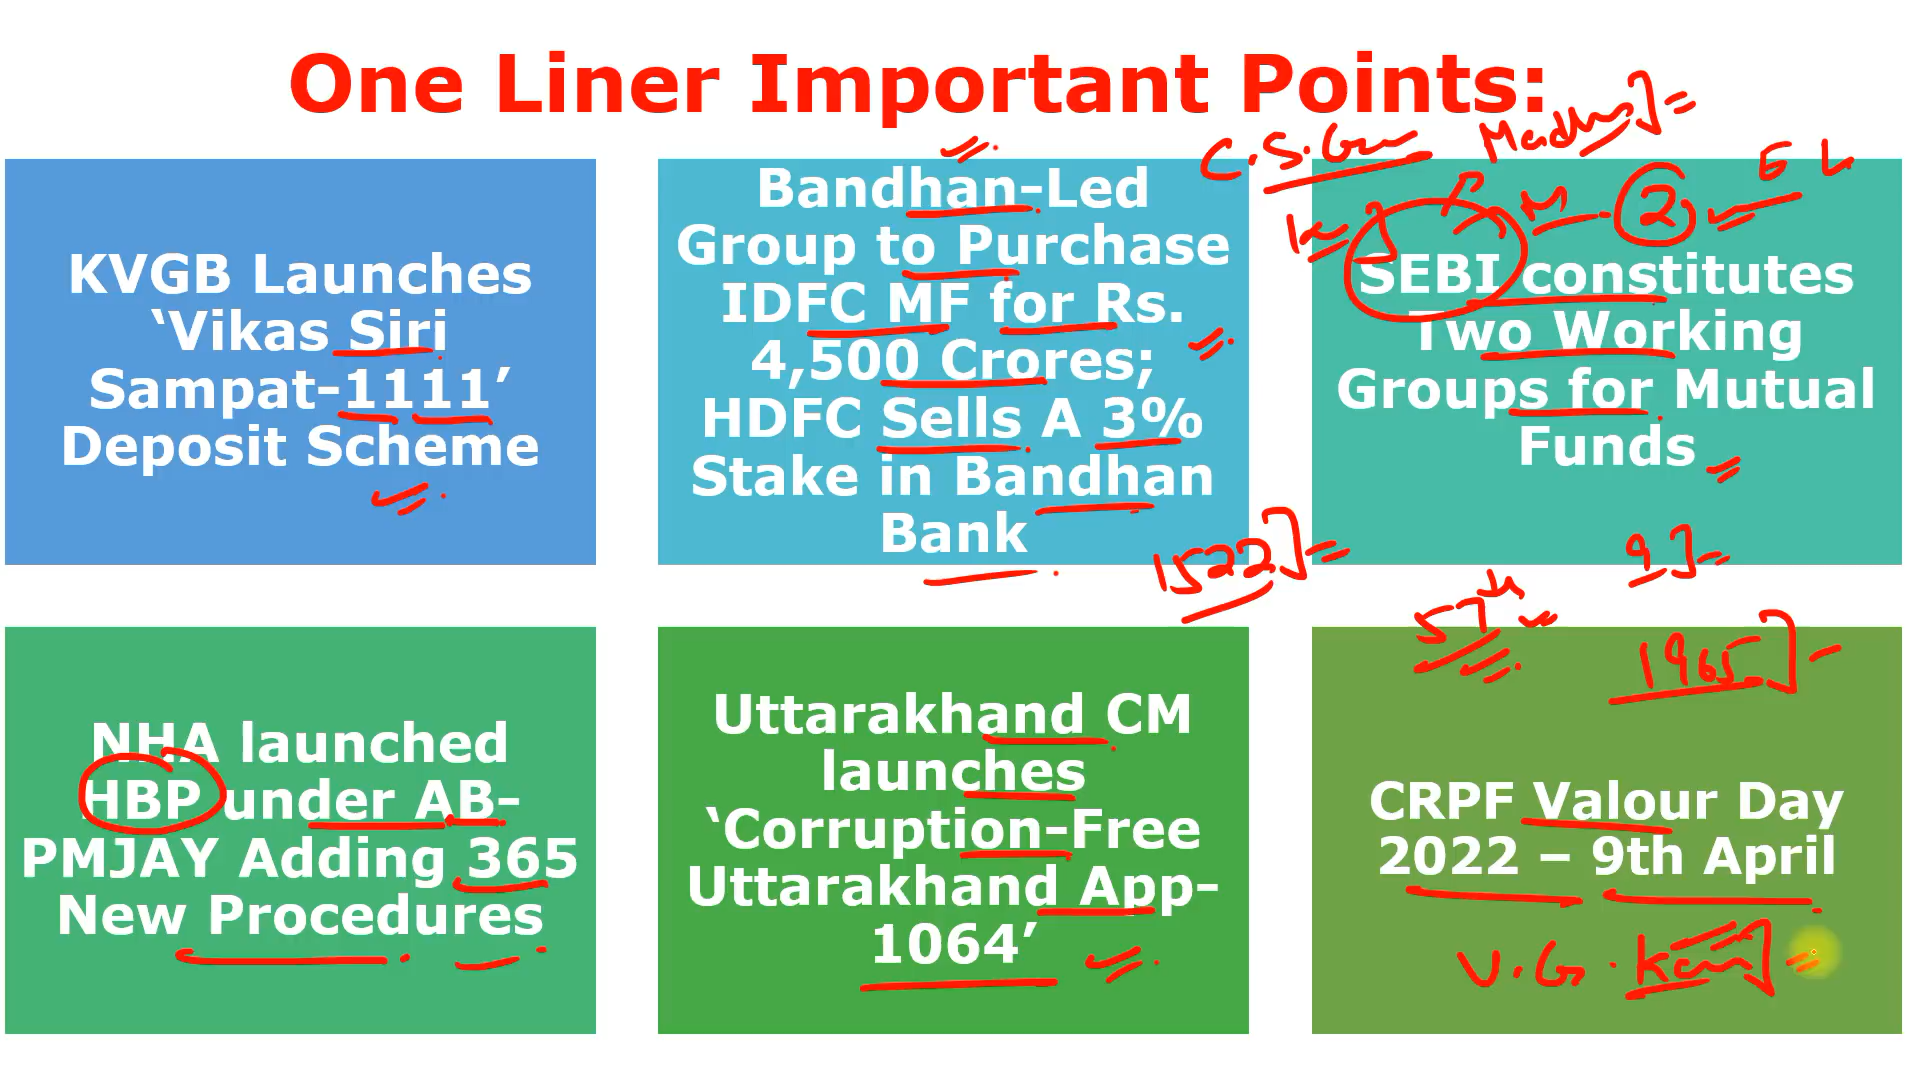 One Liner Important Points:
KVGB Launches
‘Vikas Siri
Sampat-1111’
Deposit Scheme
Bandhan-Led
Group to Purchase
IDFC MF for Rs.
4,500 Crores;
HDFC Sells A 3%
Stake in Bandhan
Bank
C.S.
2
SEBI constitutes
Two Working
Groups for Mutual
Funds
1522
9
NHA launched
HBP under AB-
PMJAY Adding 365
New Procedures
Uttarakhand CM
launches
‘Corruption-Free
Uttarakhand App-
1064’
57th
1965
CRPF Valour Day
2022 – 9th April
V.G.